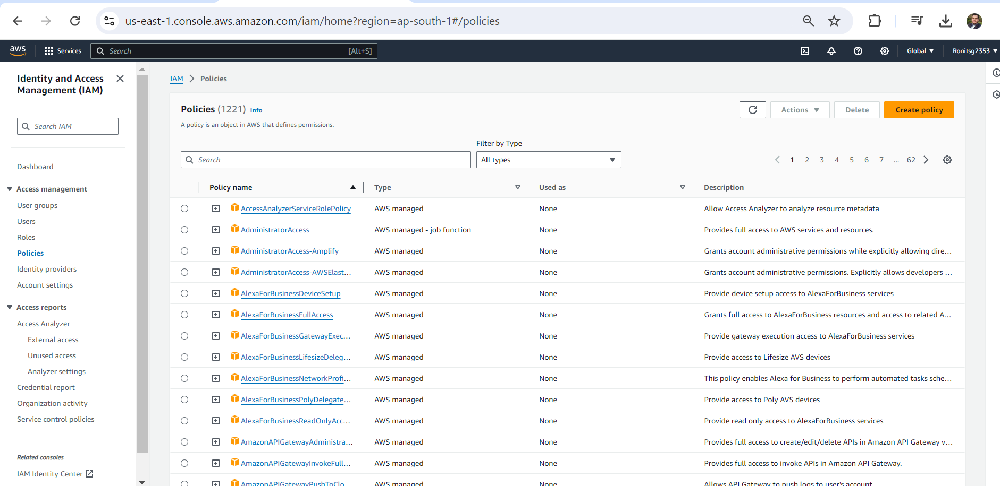 us-east-1.console.aws.amazon.com/iam/home?region=ap-south-1#/policies
aws Services Search [Alt+S] Global Ronitsg2353
Identity and Access
Management (IAM)
Search IAM
Dashboard
Access management
User groups
Users
Roles
Policies
Identity providers
Account settings
Access reports
Access Analyzer
External access
Unused access
Analyzer settings
Credential report
Organization activity
Service control policies
Related consoles
IAM Identity Center
IAM > Policies
Policies (1221) Info
Actions Delete Create policy
A policy is an object in AWS that defines permissions.
Filter by Type
Search All types 1 2 3 4 5 6 7 ... 62
Policy name Type Used as Description
AccessAnalyzerServiceRolePolicy AWS managed None Allow Access Analyzer to analyze resource metadata
AdministratorAccess AWS managed - job function None Provides full access to AWS services and resources.
AdministratorAccess-Amplify AWS managed None Grants account administrative permissions while explicitly allowing dire...
AdministratorAccess-AWSElast... AWS managed None Grants account administrative permissions. Explicitly allows developers ...
AlexaForBusinessDeviceSetup AWS managed None Provide device setup access to AlexaForBusiness services
AlexaForBusinessFullAccess AWS managed None Grants full access to AlexaForBusiness resources and access to related A...
AlexaForBusinessGatewayExec... AWS managed None Provide gateway execution access to AlexaForBusiness services
AlexaForBusinessLifesizeDeleg... AWS managed None Provide access to Lifesize AVS devices
AlexaForBusinessNetworkProfi... AWS managed None This policy enables Alexa for Business to perform automated tasks sche...
AlexaForBusinessPolyDelegate... AWS managed None Provide access to Poly AVS devices
AlexaForBusinessReadOnlyAcc... AWS managed None Provide read only access to AlexaForBusiness services
AmazonAPIGatewayAdministra... AWS managed None Provides full access to create/edit/delete APIs in Amazon API Gateway v...
AmazonAPIGatewayInvokeFull... AWS managed None Provides full access to invoke APIs in Amazon API Gateway.
AmazonAPIGatewayPushToClo... AWS managed None Allows API Gateway to push logs to user's account.